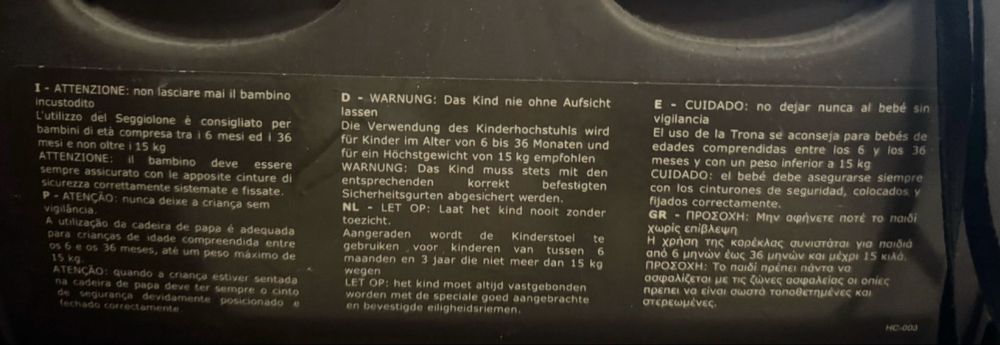 I - ATTENZIONE: non lasciare mai il bambino
incustodito
L'utilizzo del Seggiolone è consigliato per
bambini di età compresa tra i 6 mesi ed i 36
mesi e non oltre i 15 kg
ATTENZIONE: il bambino deve essere
sempre assicurato con le apposite cinture di
sicurezza correttamente sistemate e fissate.
P - ATENÇÃO: nunca deixe a criança sem
vigilância.
A utilização da cadeira de papa è adequada
para crianças de idade compreendida entre
os 6 e os 36 meses, até um peso máximo de
15 kg.
ATENÇÃO: quando a criança estiver sentada
na cadeira de papa deve ter sempre o cinto
de segurança devidamente posicionado e
fechado correctamente.
D - WARNUNG: Das Kind nie ohne Aufsicht
lassen
Die Verwendung des Kinderhochstuhls wird
für Kinder im Alter von 6 bis 36 Monaten und
für ein Höchstgewicht von 15 kg empfohlen
WARNUNG: Das Kind muss stets mit den
entsprechenden korrekt befestigten
Sicherheitsgurten abgesichert werden.
NL - LET OP: Laat het kind nooit zonder
toezicht.
Aangeraden wordt de Kinderstoel te
gebruiken voor kinderen van tussen 6
maanden en 3 jaar die niet meer dan 15 kg
wegen
LET OP: het kind moet altijd vastgebonden
worden met de speciale goed aangebrachte
en bevestigde eiligheidsriemen.
E - CUIDADO: no dejar nunca al bebé sin
vigilancia
El uso de la Trona se aconseja para bebés de
edades comprendidas entre los 6 y los 36
meses y con un peso inferior a 15 kg
CUIDADO: el bebé debe asegurarse siempre
con los cinturones de seguridad, colocados y
fijados correctamente.
GR - ΠΡΟΣΟΧΗ: Μην αφήνετε ποτέ το παιδί
χωρίς επίβλεψη
Η χρήση της καρέκλας συνιστάται για παιδιά
από 6 μηνών έως 36 μηνών και μέχρι 15 κιλά.
ΠΡΟΣΟΧΗ: Το παιδί πρέπει πάντα να
ασφαλίζεται με τις ζώνες ασφαλείας οι οπίες
πρεπει να είναι σωστά τοποθετημένες και
στερεωμένες.
HC-003